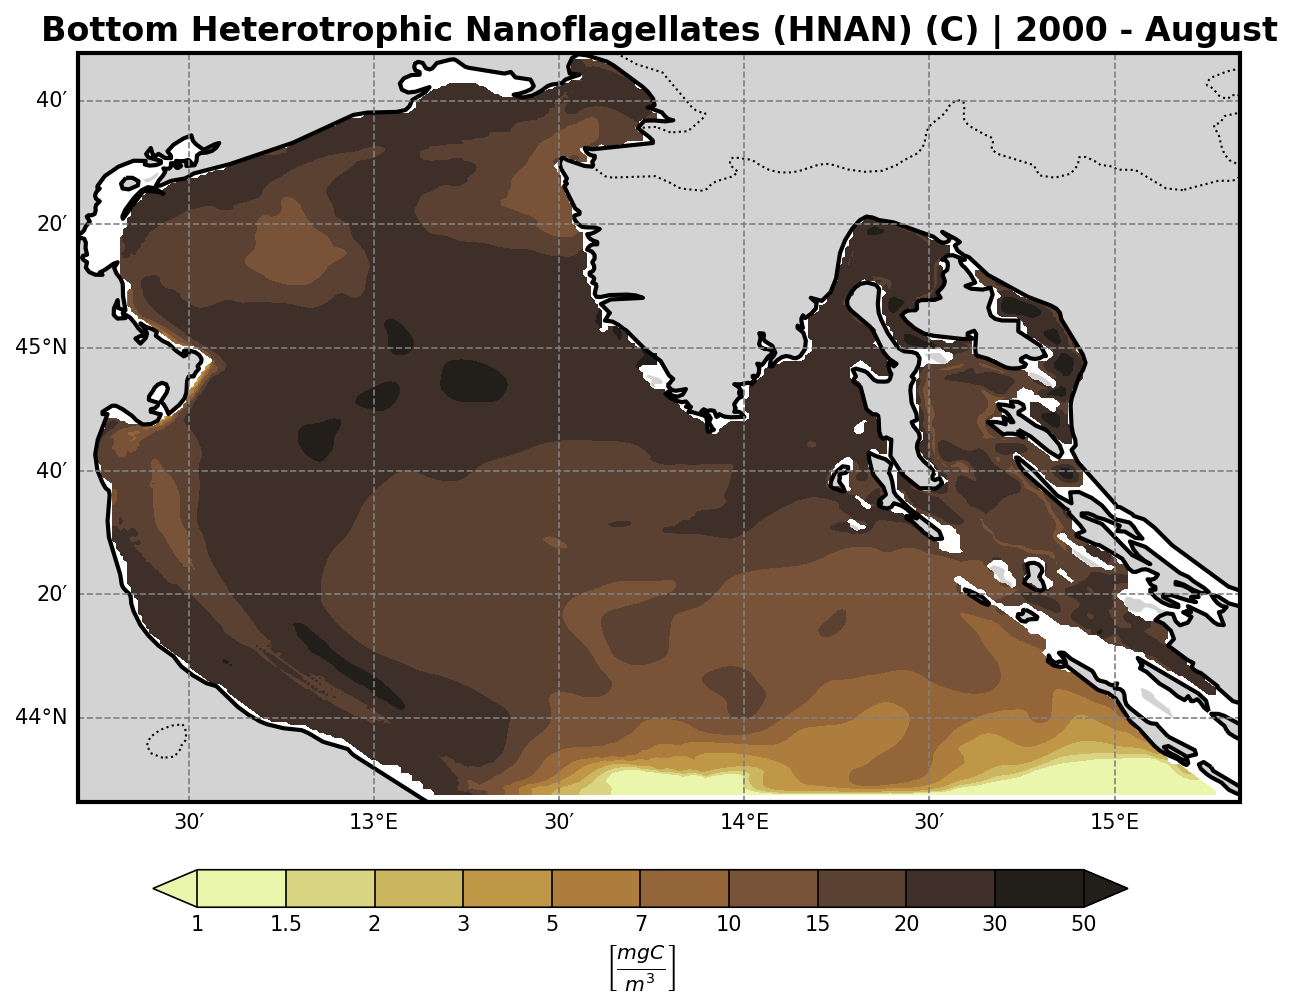 Bottom Heterotrophic Nanoflagellates (HNAN) (C) | 2000 - August
40′
20′
45°N
40′
20′
44°N
30′ 13°E 30′ 14°E 30′ 15°E
1 1.5 2 3 5 7 10 15 20 30 50
[mgC/m³]